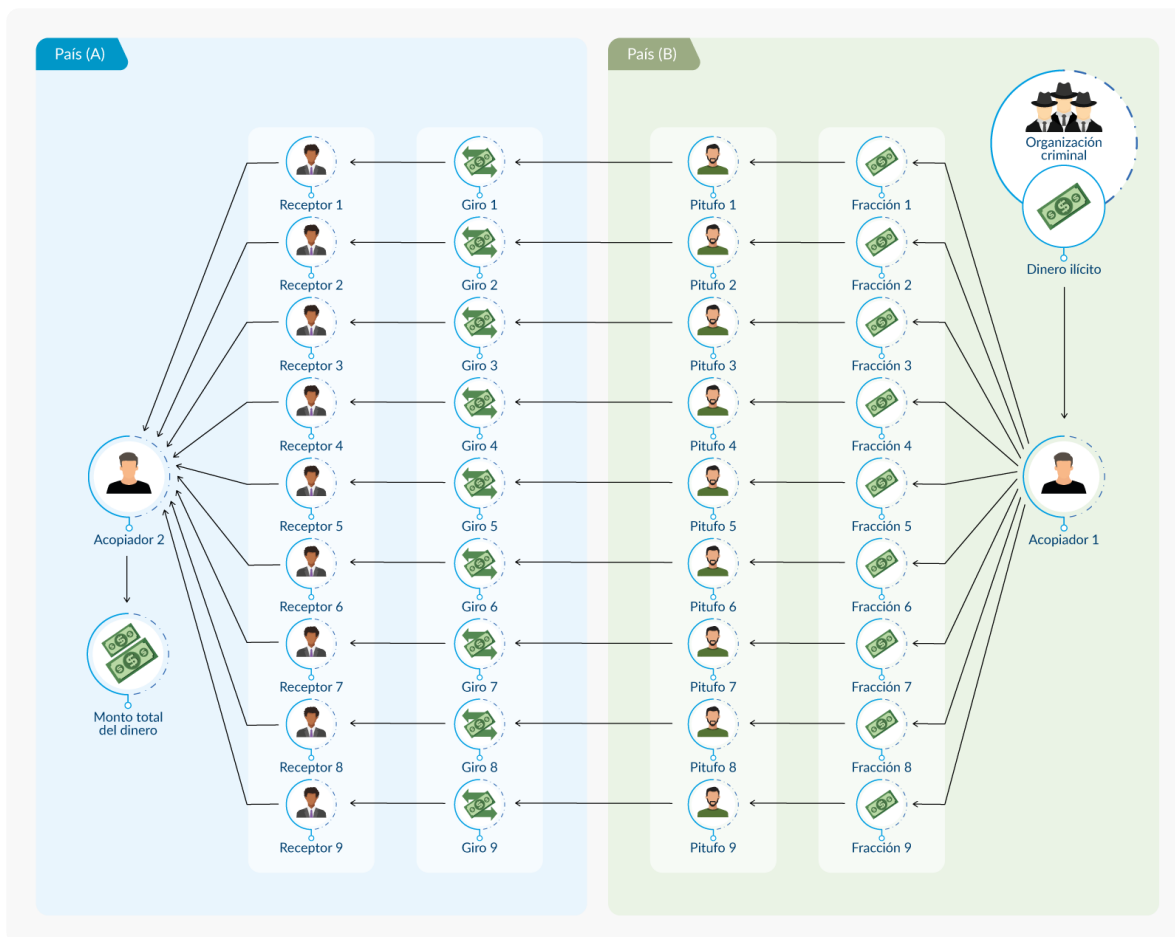 País (A)
País (B)
Organización
criminal
Dinero ilícito
Receptor 1
Giro 1
Pitufo 1
Fracción 1
Receptor 2
Giro 2
Pitufo 2
Fracción 2
Receptor 3
Giro 3
Pitufo 3
Fracción 3
Receptor 4
Giro 4
Pitufo 4
Fracción 4
Receptor 5
Giro 5
Pitufo 5
Fracción 5
Acopiador 2
Acopiador 1
Receptor 6
Giro 6
Pitufo 6
Fracción 6
Receptor 7
Giro 7
Pitufo 7
Fracción 7
Monto total
del dinero
Receptor 8
Giro 8
Pitufo 8
Fracción 8
Receptor 9
Giro 9
Pitufo 9
Fracción 9